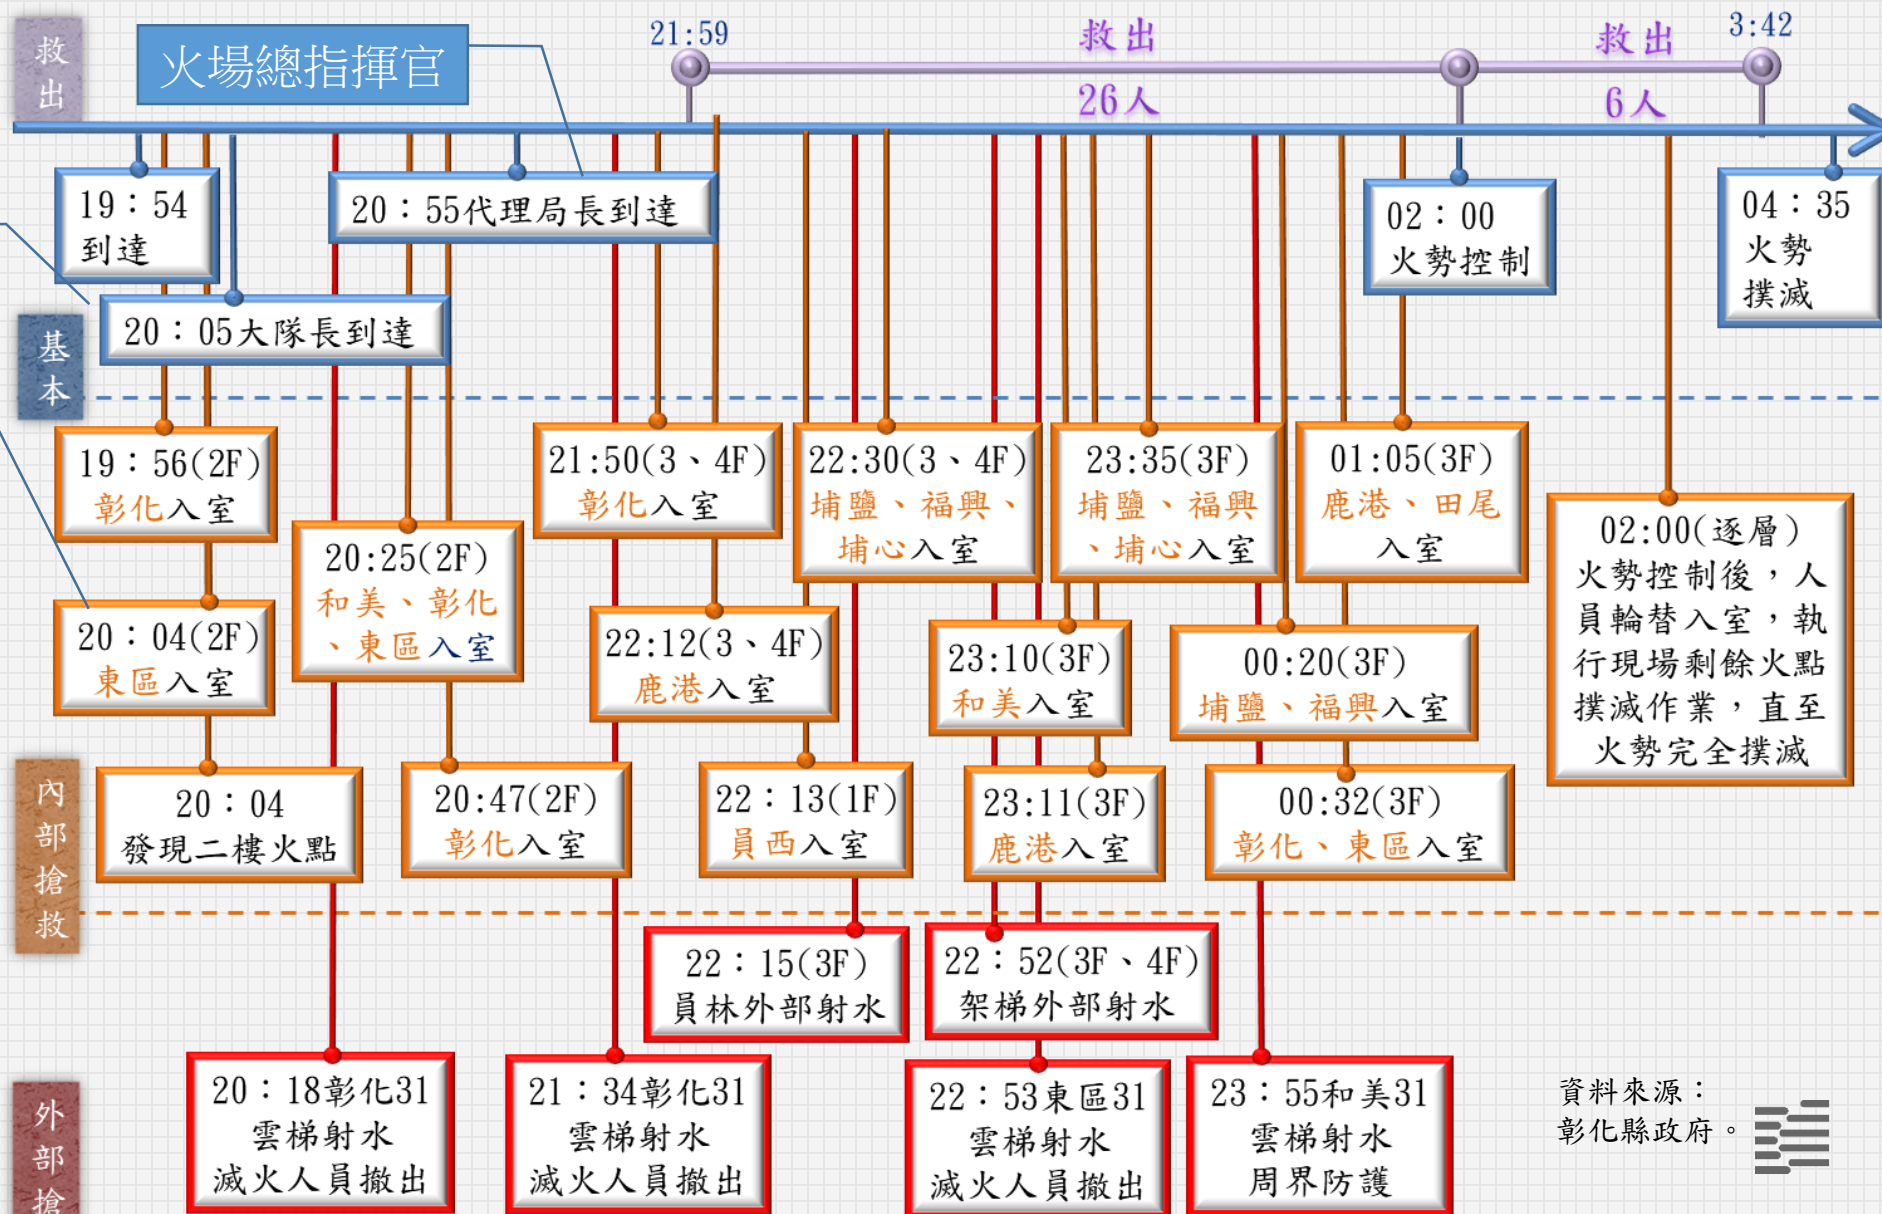 救出
火場總指揮官
21:59
救出
26人
救出
6人
3:42
基本
19：54
到達
20：55代理局長到達
20：05大隊長到達
02：00
火勢控制
04：35
火勢
撲滅
內部搶救
19：56(2F)
彰化入室
20：04(2F)
東區入室
20：04
發現二樓火點
20:25(2F)
和美、彰化
、東區入室
20:47(2F)
彰化入室
21:50(3、4F)
彰化入室
22:12(3、4F)
鹿港入室
22：13(1F)
員西入室
22:30(3、4F)
埔鹽、福興、
埔心入室
23:10(3F)
和美入室
23:11(3F)
鹿港入室
23:35(3F)
埔鹽、福興
、埔心入室
00:20(3F)
埔鹽、福興入室
00:32(3F)
彰化、東區入室
01:05(3F)
鹿港、田尾
入室
02:00(逐層)
火勢控制後，人
員輪替入室，執
行現場剩餘火點
撲滅作業，直至
火勢完全撲滅
外部搶
20：18彰化31
雲梯射水
滅火人員撤出
21：34彰化31
雲梯射水
滅火人員撤出
22：15(3F)
員林外部射水
22：52(3F、4F)
架梯外部射水
22：53東區31
雲梯射水
滅火人員撤出
23：55和美31
雲梯射水
周界防護
資料來源：
彰化縣政府。